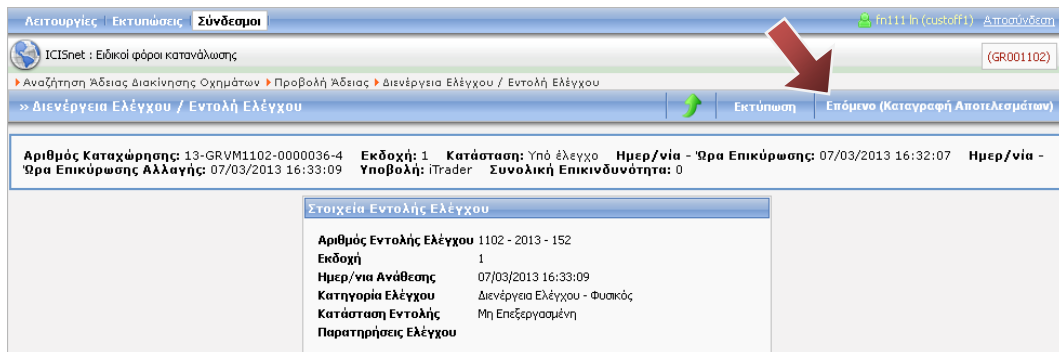 Λειτουργίες Εκτυπώσεις Σύνδεσμοι fn111 ln (custoff1) Αποσύνδεση
ICISnet : Ειδικοί φόροι κατανάλωσης (GR001102)
Αναζήτηση Άδειας Διακίνησης Οχημάτων Προβολή Άδειας Διενέργεια Ελέγχου / Εντολή Ελέγχου
» Διενέργεια Ελέγχου / Εντολή Ελέγχου Εκτύπωση Επόμενο (Καταγραφή Αποτελεσμάτων)
Αριθμός Καταχώρησης: 13-GRVM1102-0000036-4 Εκδοχή: 1 Κατάσταση: Υπό έλεγχο Ημερ/νία - Ώρα Επικύρωσης: 07/03/2013 16:32:07 Ημερ/νία -
Ώρα Επικύρωσης Αλλαγής: 07/03/2013 16:33:09 Υποβολή: iTrader Συνολική Επικινδυνότητα: 0
Στοιχεία Εντολής Ελέγχου
Αριθμός Εντολής Ελέγχου 1102 - 2013 - 152
Εκδοχή 1
Ημερ/νια Ανάθεσης 07/03/2013 16:33:09
Κατηγορία Ελέγχου Διενέργεια Ελέγχου - Φυσικός
Κατάσταση Εντολής Μη Επεξεργασμένη
Παρατηρήσεις Ελέγχου